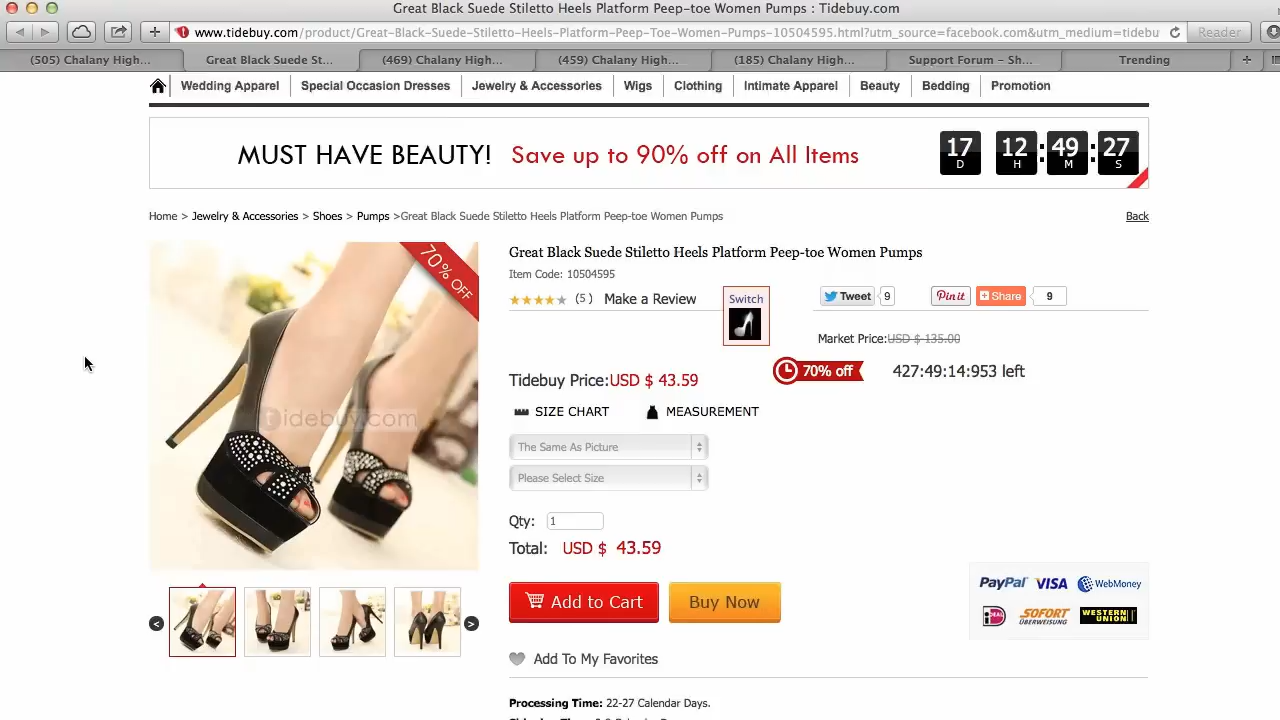 Great Black Suede Stiletto Heels Platform Peep-toe Women Pumps : Tidebuy.com
www.tidebuy.com/product/Great-Black-Suede-Stiletto-Heels-Platform-Peep-Toe-Women-Pumps-10504595.html?utm_source=facebook.com&utm_medium=tidebu
Reader
(505) Chalany High...
Great Black Suede St...
(469) Chalany High...
(459) Chalany High...
(185) Chalany High...
Support Forum – Sh...
Trending
Wedding Apparel
Special Occasion Dresses
Jewelry & Accessories
Wigs
Clothing
Intimate Apparel
Beauty
Bedding
Promotion
MUST HAVE BEAUTY! Save up to 90% off on All Items
17 12 : 49 : 27
D H M S
Home > Jewelry & Accessories > Shoes > Pumps >Great Black Suede Stiletto Heels Platform Peep-toe Women Pumps
Back
70% OFF
tidebuy.com
Great Black Suede Stiletto Heels Platform Peep-toe Women Pumps
Item Code: 10504595
(5) Make a Review
Switch
Tweet 9
Pin it
Share 9
Market Price:USD $ 135.00
Tidebuy Price:USD $ 43.59
70% off
427:49:14:953 left
SIZE CHART
MEASUREMENT
The Same As Picture
Please Select Size
Qty: 1
Total: USD $ 43.59
Add to Cart
Buy Now
PayPal VISA WebMoney
iDEAL SOFORT ÜBERWEISUNG WESTERN UNION
Add To My Favorites
Processing Time: 22-27 Calendar Days.